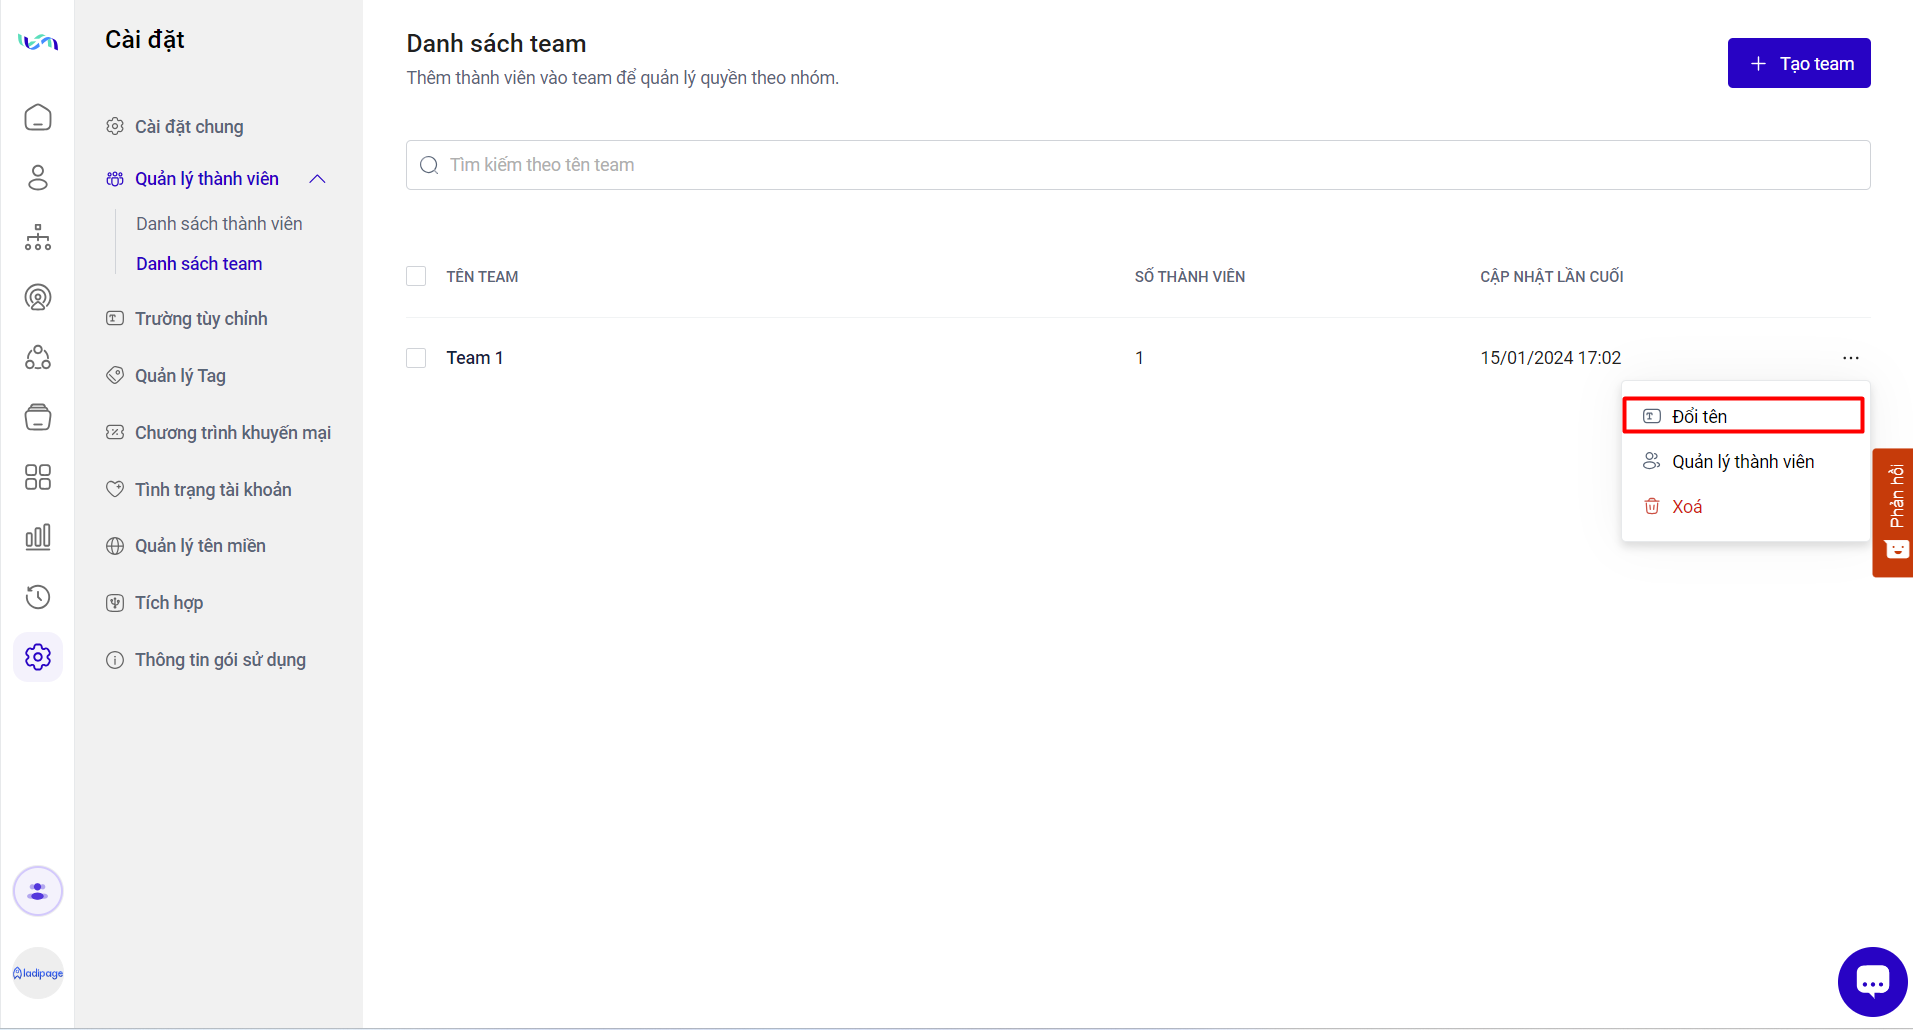 Cài đặt
Cài đặt chung
Quản lý thành viên
Danh sách thành viên
Danh sách team
Trường tùy chỉnh
Quản lý Tag
Chương trình khuyến mại
Tình trạng tài khoản
Quản lý tên miền
Tích hợp
Thông tin gói sử dụng
ladipage
Danh sách team
Thêm thành viên vào team để quản lý quyền theo nhóm.
Tạo team
Tìm kiếm theo tên team
TÊN TEAM SỐ THÀNH VIÊN CẬP NHẬT LẦN CUỐI
Team 1 1 15/01/2024 17:02
Đổi tên
Quản lý thành viên
Xoá
Phản hồi